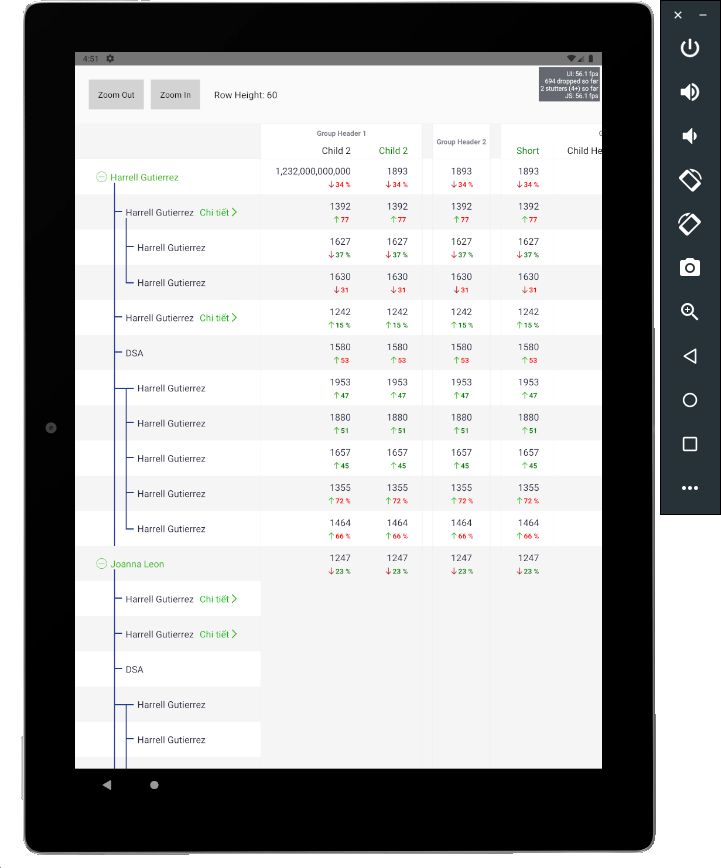 4:51
UI: 56.1 fps
694 dropped so far
2 stutters (4+) so far
JS: 56.1 fps
Zoom Out Zoom In Row Height: 60
Group Header 1 Group Header 2 G
Child 2 Child 2 Short Child He
Harrell Gutierrez 1,232,000,000,000 1893 1893 1893
34 % 34 % 34 % 34 %
Harrell Gutierrez Chi tiết 1392 1392 1392 1392
77 77 77 77
Harrell Gutierrez 1627 1627 1627 1627
37 % 37 % 37 % 37 %
Harrell Gutierrez 1630 1630 1630 1630
31 31 31 31
Harrell Gutierrez Chi tiết 1242 1242 1242 1242
15 % 15 % 15 % 15 %
DSA 1580 1580 1580 1580
53 53 53 53
Harrell Gutierrez 1953 1953 1953 1953
47 47 47 47
Harrell Gutierrez 1880 1880 1880 1880
51 51 51 51
Harrell Gutierrez 1657 1657 1657 1657
45 45 45 45
Harrell Gutierrez 1355 1355 1355 1355
72 % 72 % 72 % 72 %
Harrell Gutierrez 1464 1464 1464 1464
66 % 66 % 66 % 66 %
Joanna Leon 1247 1247 1247 1247
23 % 23 % 23 % 23 %
Harrell Gutierrez Chi tiết
Harrell Gutierrez Chi tiết
DSA
Harrell Gutierrez
Harrell Gutierrez